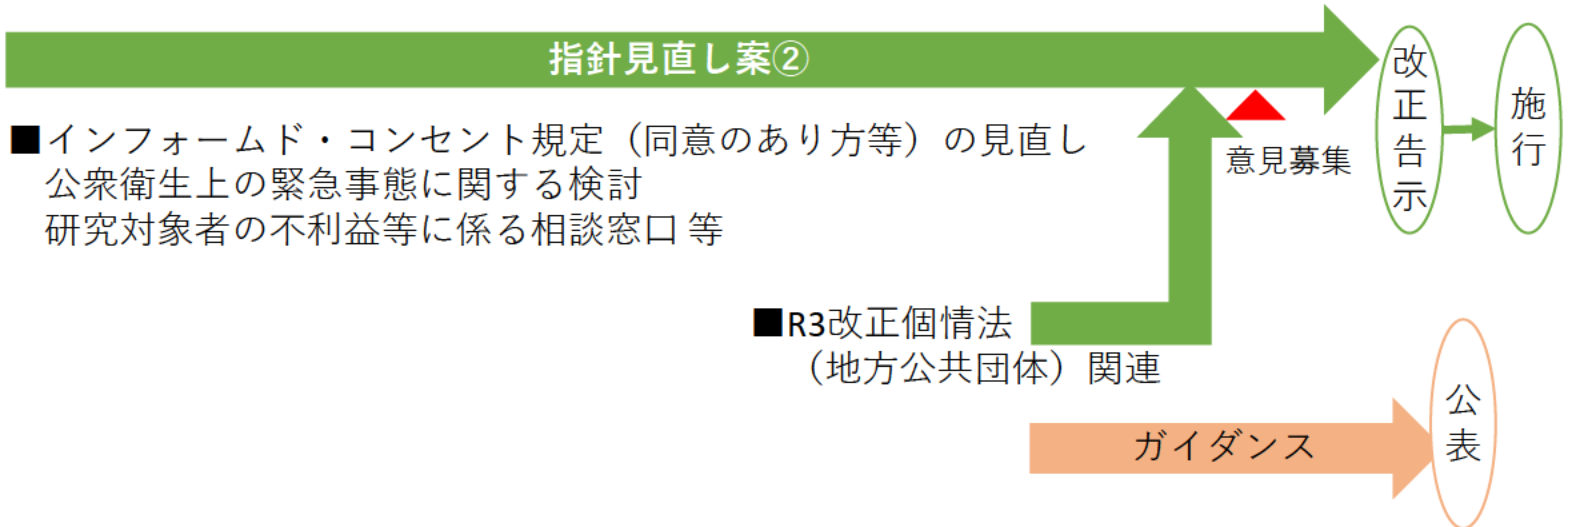 指針見直し案②
■インフォームド・コンセント規定（同意のあり方等）の見直し
公衆衛生上の緊急事態に関する検討
研究対象者の不利益等に係る相談窓口 等
意見募集
改正告示
施行
■R3改正個情法
（地方公共団体）関連
ガイダンス
公表